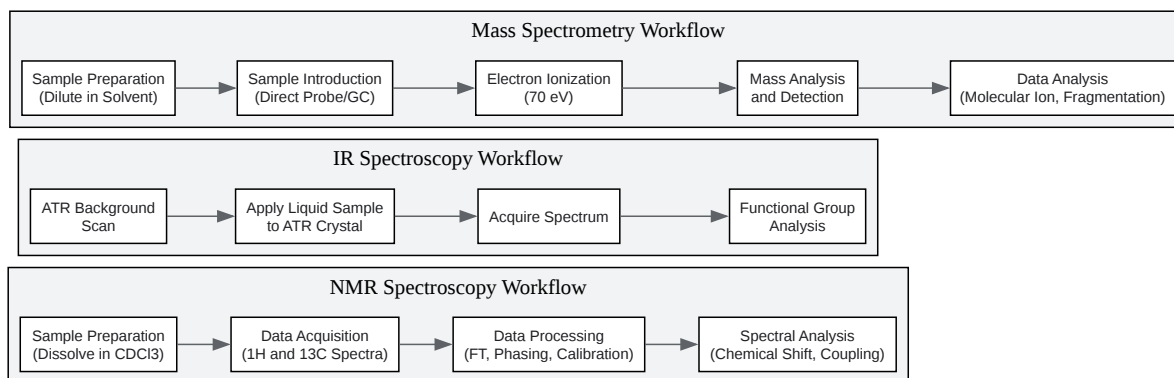 Mass Spectrometry Workflow
Sample Preparation
(Dilute in Solvent)
Sample Introduction
(Direct Probe/GC)
Electron Ionization
(70 eV)
Mass Analysis
and Detection
Data Analysis
(Molecular Ion, Fragmentation)
IR Spectroscopy Workflow
ATR Background
Scan
Apply Liquid Sample
to ATR Crystal
Acquire Spectrum
Functional Group
Analysis
NMR Spectroscopy Workflow
Sample Preparation
(Dissolve in CDCl3)
Data Acquisition
(1H and 13C Spectra)
Data Processing
(FT, Phasing, Calibration)
Spectral Analysis
(Chemical Shift, Coupling)